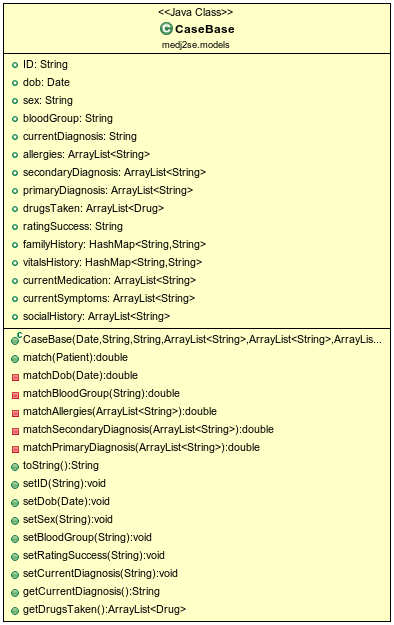 <<Java Class>>
C CaseBase
medj2se.models
ID: String
dob: Date
sex: String
bloodGroup: String
currentDiagnosis: String
allergies: ArrayList<String>
secondaryDiagnosis: ArrayList<String>
primaryDiagnosis: ArrayList<String>
drugsTaken: ArrayList<Drug>
ratingSuccess: String
familyHistory: HashMap<String,String>
vitalsHistory: HashMap<String,String>
currentMedication: ArrayList<String>
currentSymptoms: ArrayList<String>
socialHistory: ArrayList<String>
c CaseBase(Date,String,String,ArrayList<String>,ArrayList<String>,ArrayLis...
match(Patient):double
matchDob(Date):double
matchBloodGroup(String):double
matchAllergies(ArrayList<String>):double
matchSecondaryDiagnosis(ArrayList<String>):double
matchPrimaryDiagnosis(ArrayList<String>):double
toString():String
setID(String):void
setDob(Date):void
setSex(String):void
setBloodGroup(String):void
setRatingSuccess(String):void
setCurrentDiagnosis(String):void
getCurrentDiagnosis():String
getDrugsTaken():ArrayList<Drug>